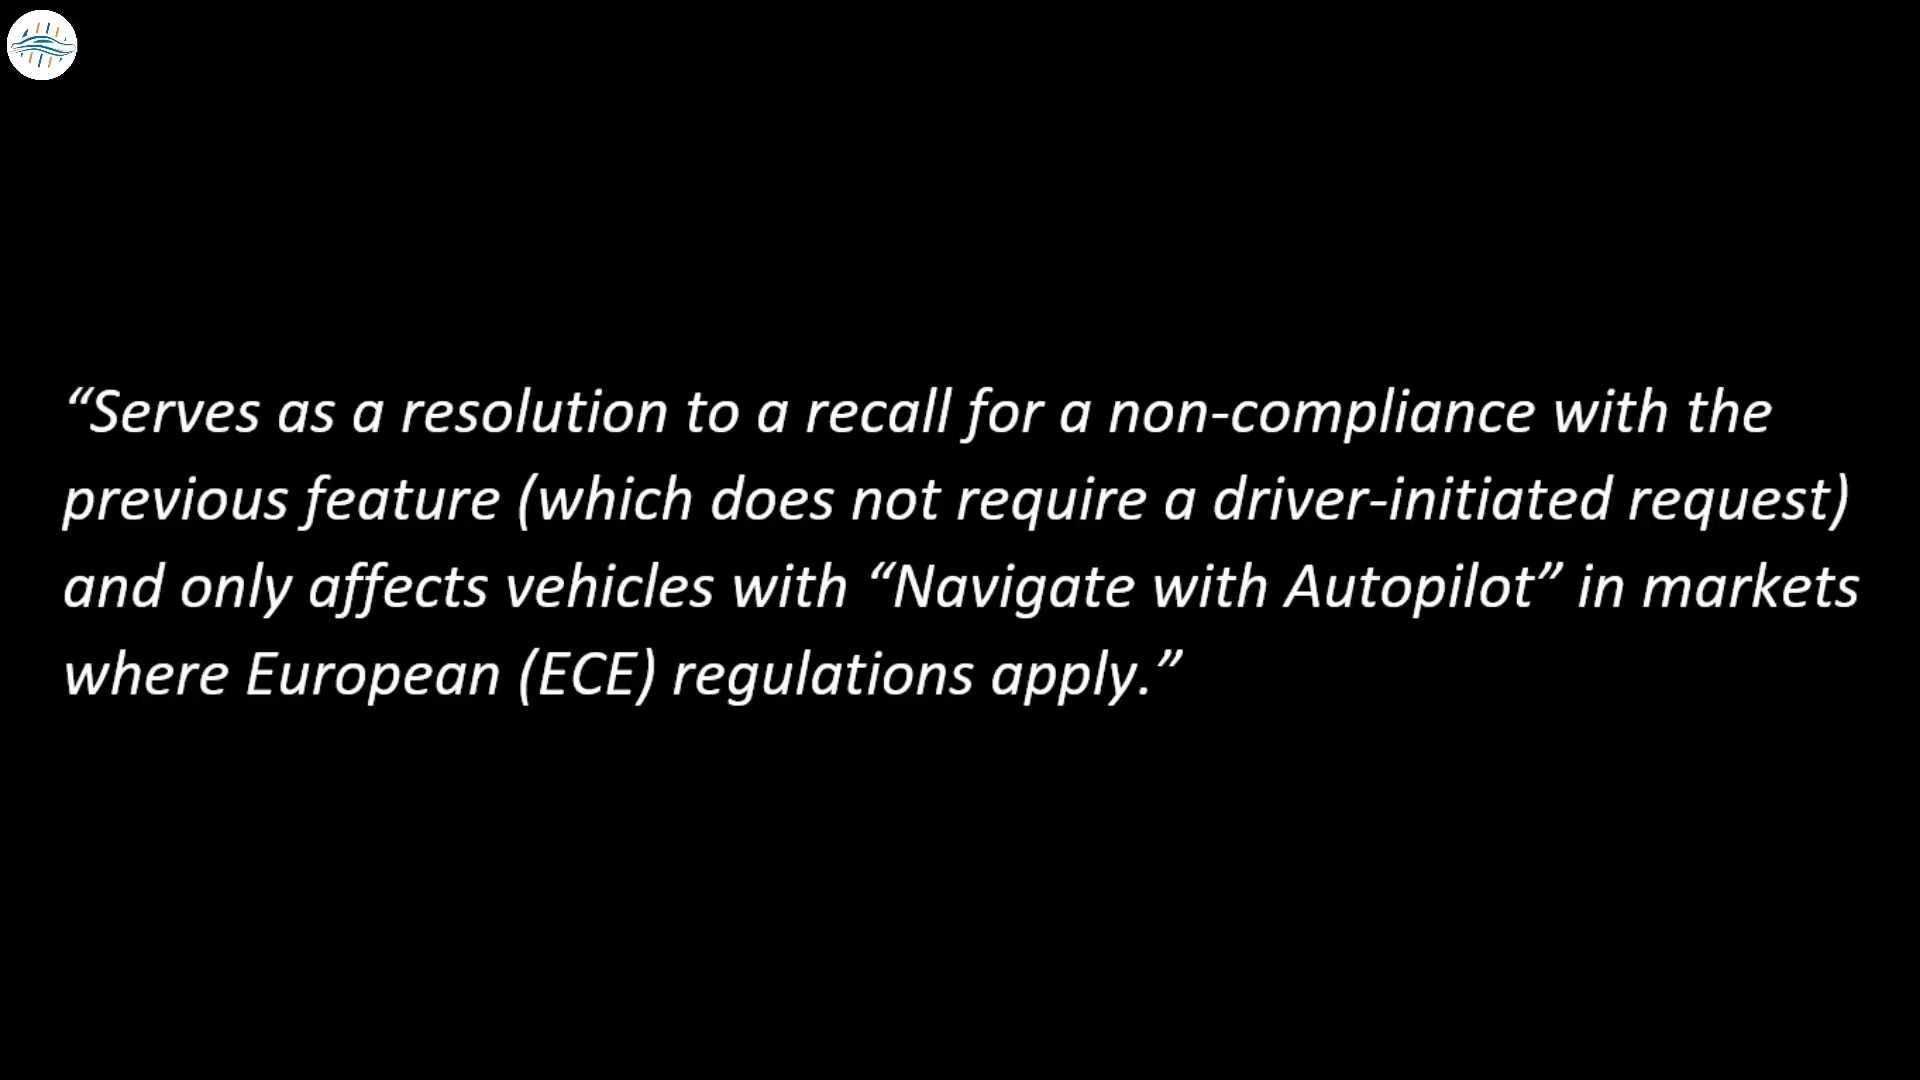 “Serves as a resolution to a recall for a non-compliance with the
previous feature (which does not require a driver-initiated request)
and only affects vehicles with “Navigate with Autopilot” in markets
where European (ECE) regulations apply.”